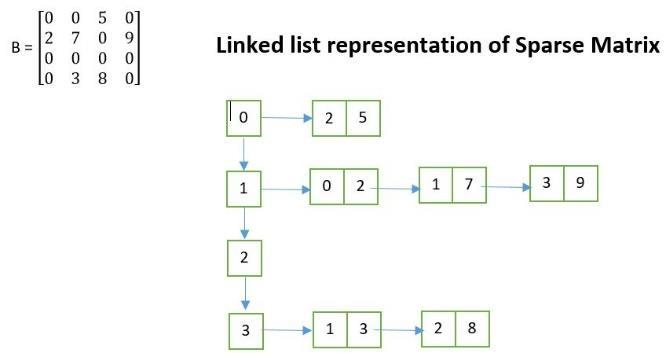 B = [0 0 5 0
2 7 0 9
0 0 0 0
0 3 8 0]
Linked list representation of Sparse Matrix
0 2 5
1 0 2 1 7 3 9
2
3 1 3 2 8